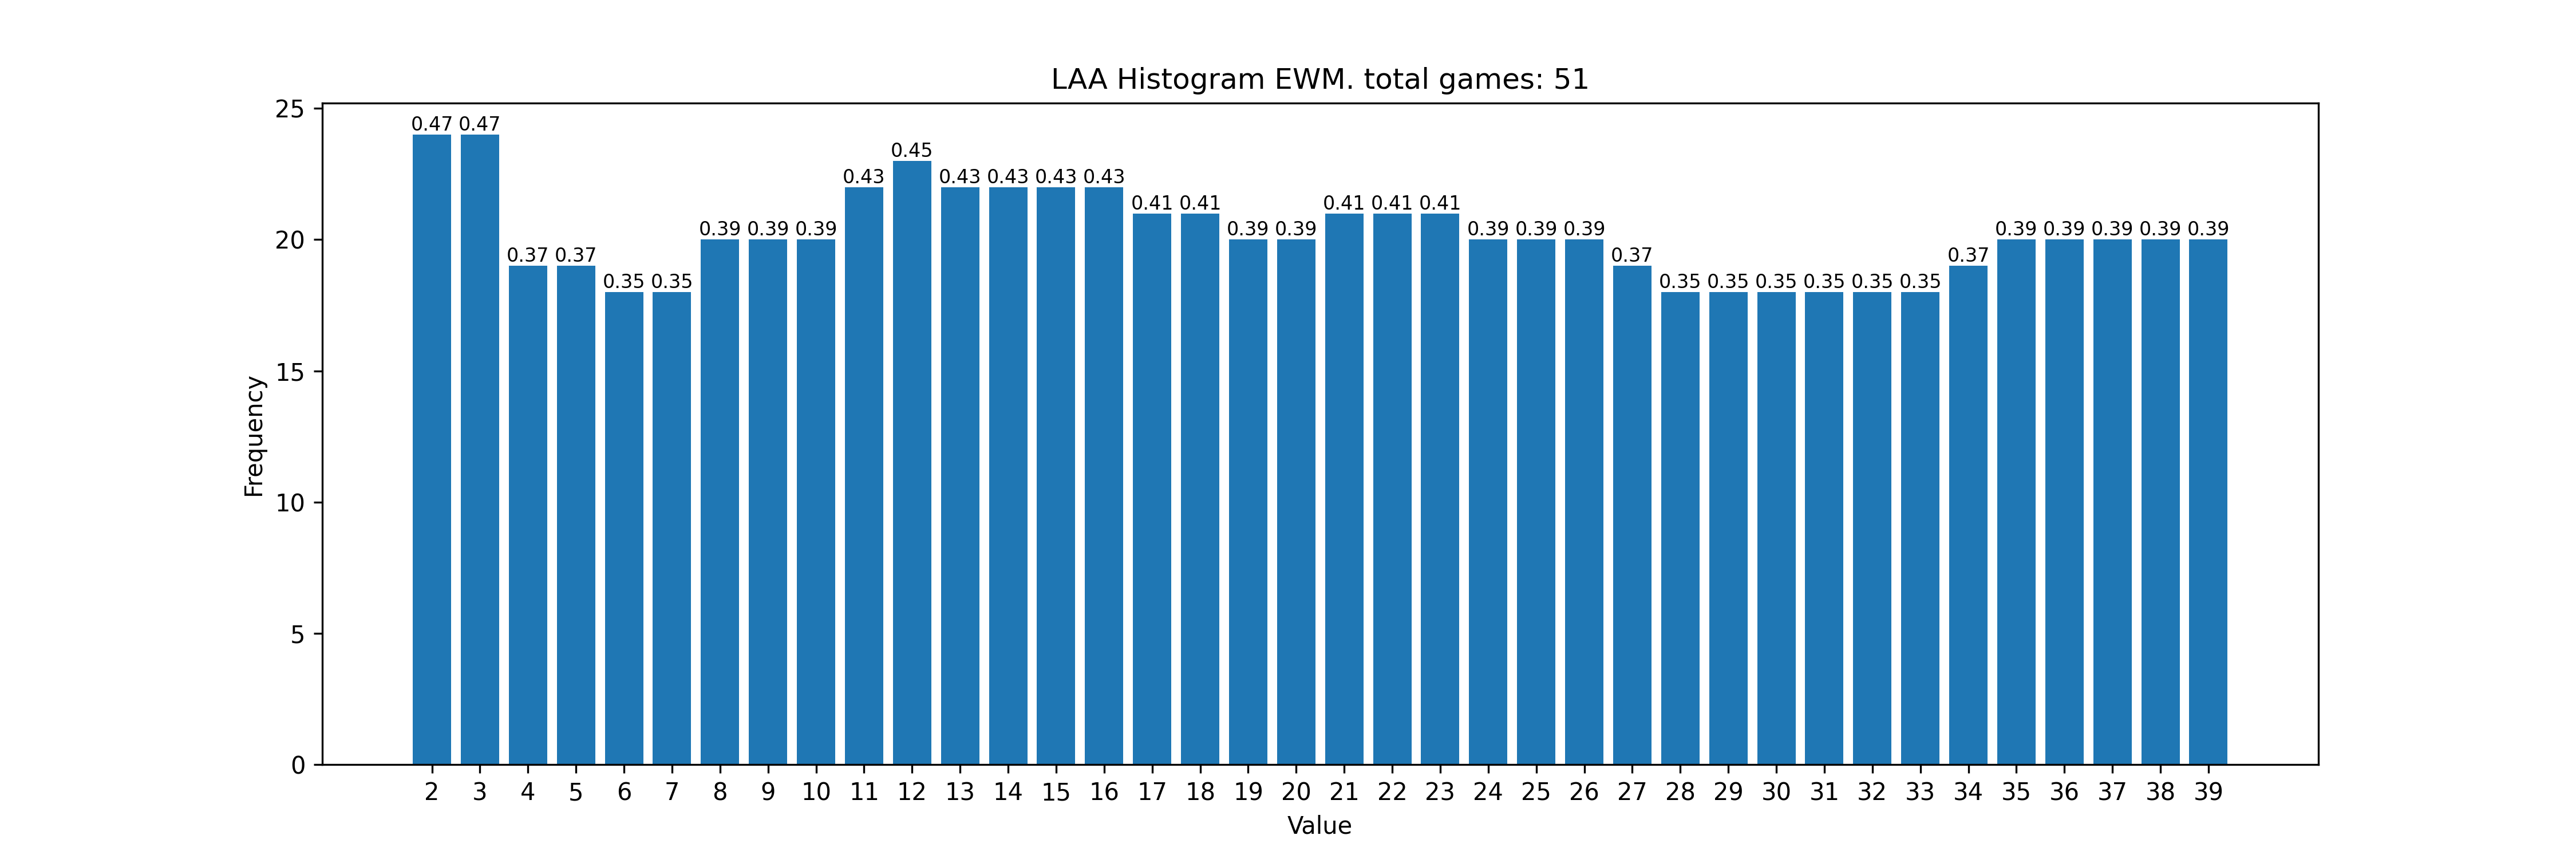 LAA Histogram EWM. total games: 51
25
20
15
10
5
0
Frequency
0.47 0.47 0.37 0.37 0.35 0.35 0.39 0.39 0.39 0.43 0.45 0.43 0.43 0.43 0.43 0.41 0.41 0.39 0.39 0.41 0.41 0.41 0.39 0.39 0.39 0.37 0.35 0.35 0.35 0.35 0.35 0.35 0.37 0.39 0.39 0.39 0.39 0.39
2 3 4 5 6 7 8 9 10 11 12 13 14 15 16 17 18 19 20 21 22 23 24 25 26 27 28 29 30 31 32 33 34 35 36 37 38 39
Value